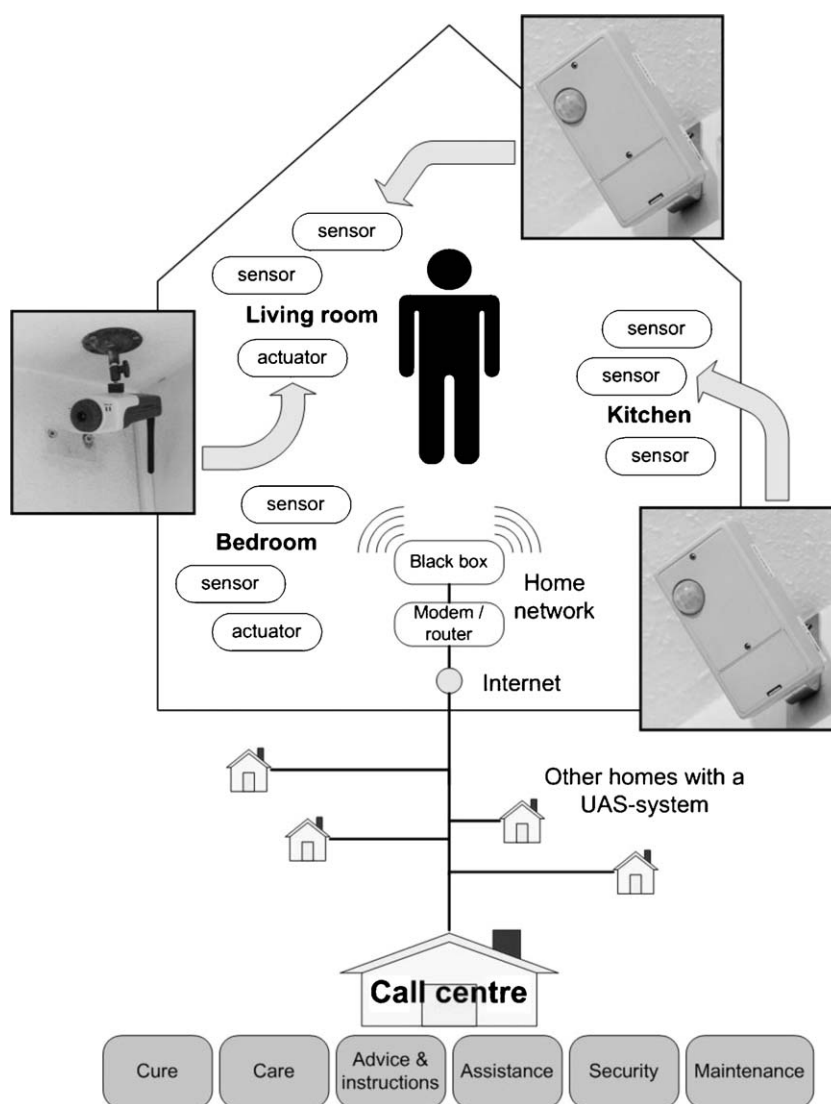 sensor
sensor
Living room
actuator
sensor
sensor
Kitchen
sensor
sensor
Bedroom
sensor
actuator
Black box
Modem /
router
Home
network
Internet
Other homes with a
UAS-system
Call centre
Cure
Care
Advice &
instructions
Assistance
Security
Maintenance